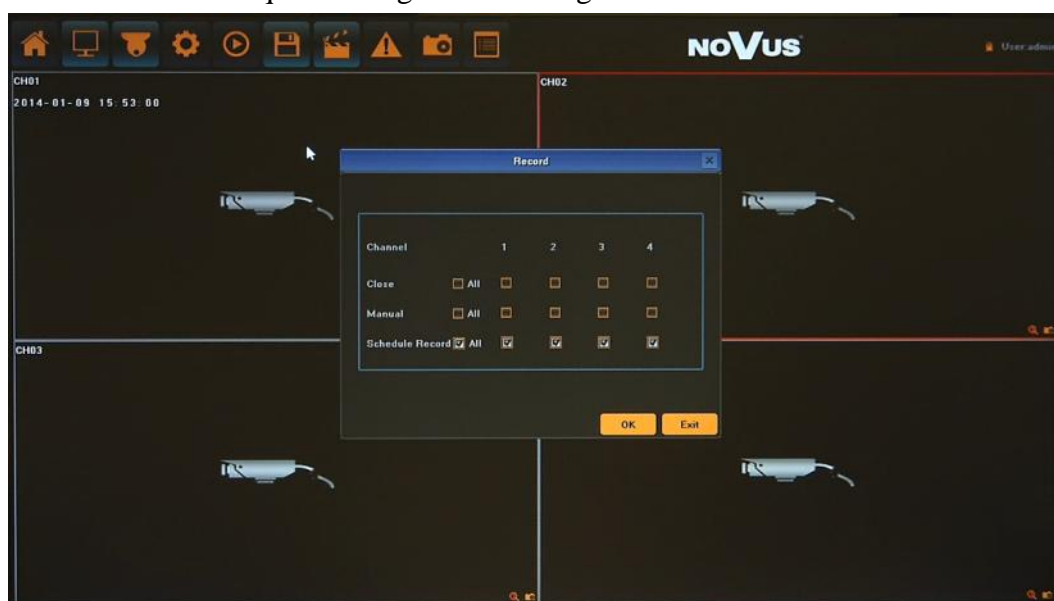 NOVUS
User:admin
CH01
CH02
2014-01-09 15:53:00
Record
Channel 1 2 3 4
Close All
Manual All
Schedule Record All
CH03
OK Exit